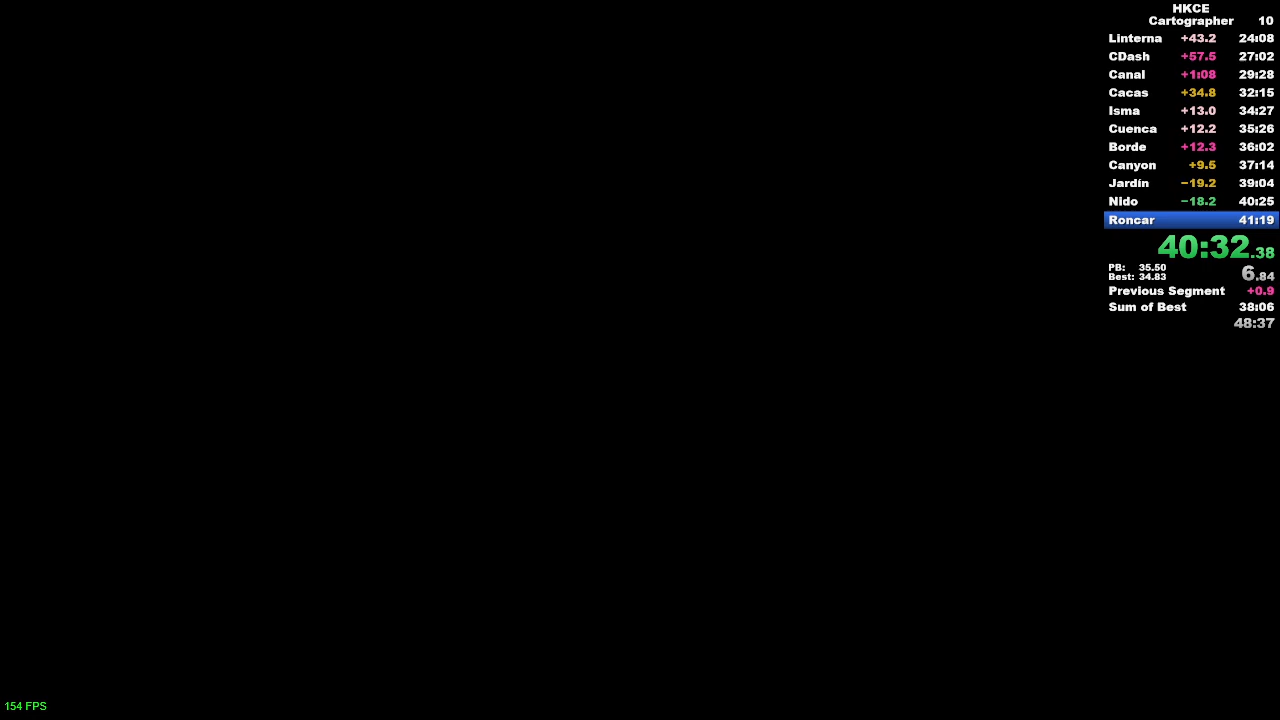 HKCE
Cartographer 10
Linterna +43.2 24:08
CDash +57.5 27:02
Canal +1:08 29:28
Cacas +34.8 32:15
Isma +13.0 34:27
Cuenca +12.2 35:26
Borde +12.3 36:02
Canyon +9.5 37:14
Jardín −19.2 39:04
Nido −18.2 40:25
Roncar 41:19
40:32.38
PB: 35.50
Best: 34.83
6.84
Previous Segment +0.9
Sum of Best 38:06
48:37
154 FPS